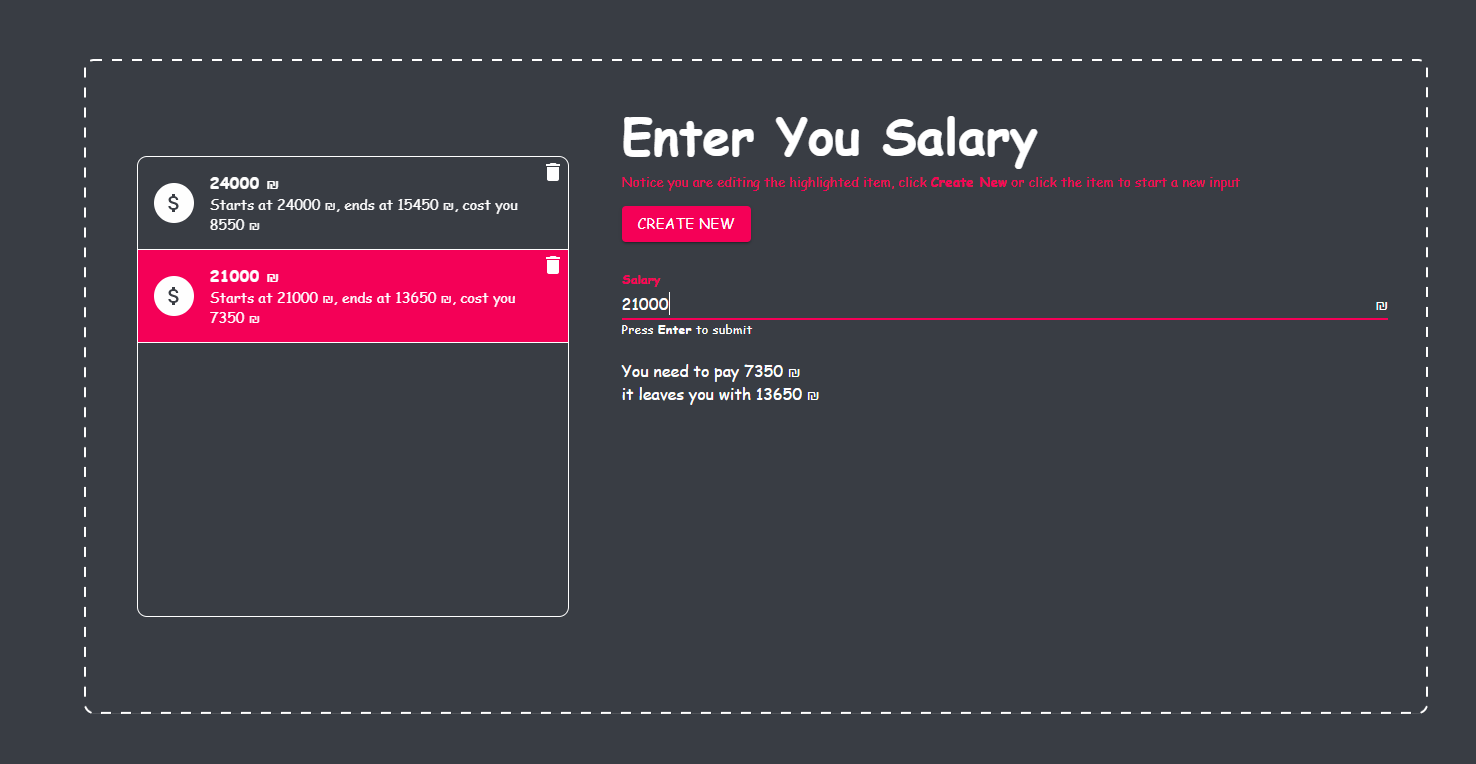 24000 ₪
Starts at 24000 ₪, ends at 15450 ₪, cost you
8550 ₪
$
21000 ₪
Starts at 21000 ₪, ends at 13650 ₪, cost you
7350 ₪
$
Enter You Salary
Notice you are editing the highlighted item, click Create New or click the item to start a new input
CREATE NEW
Salary
21000 ₪
Press Enter to submit
You need to pay 7350 ₪
it leaves you with 13650 ₪